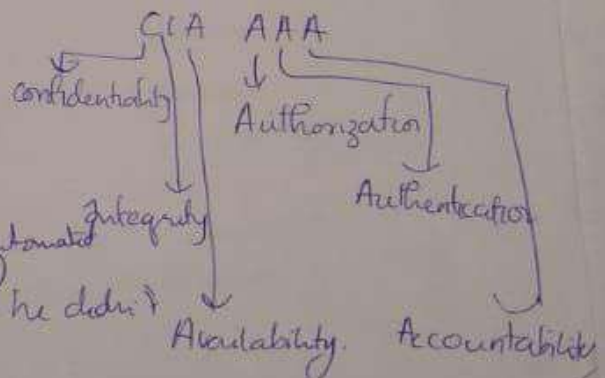 CIA AAA
Confidentiality
Authorization
Authentication
Integrity
tomated
he didn't
Availability. Accountability